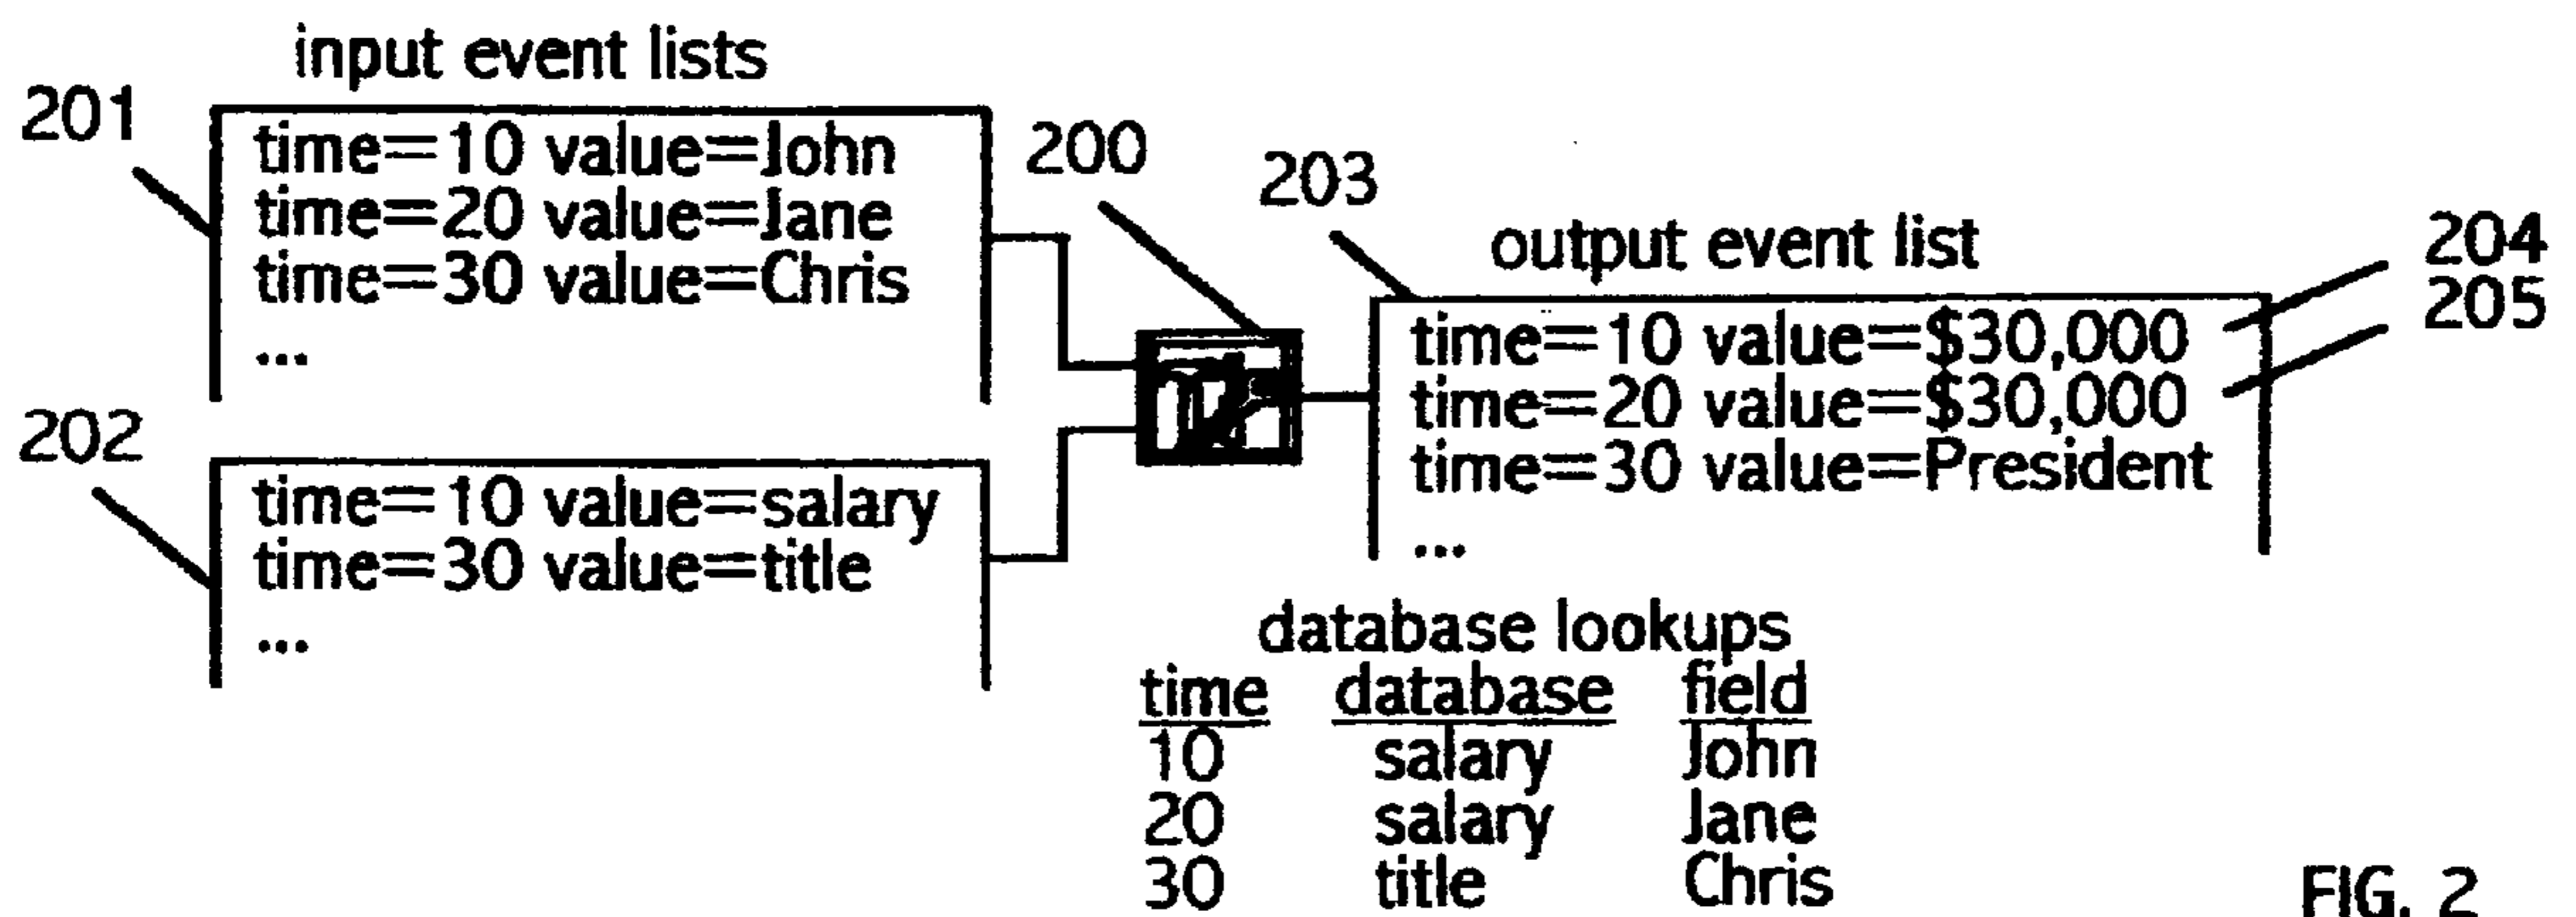 input event lists
201
time=10 value=John
time=20 value=Jane
time=30 value=Chris
...
202
time=10 value=salary
time=30 value=title
...
200
203
output event list
204
205
time=10 value=$30,000
time=20 value=$30,000
time=30 value=President
...
database lookups
time database field
10 salary John
20 salary Jane
30 title Chris
FIG. 2